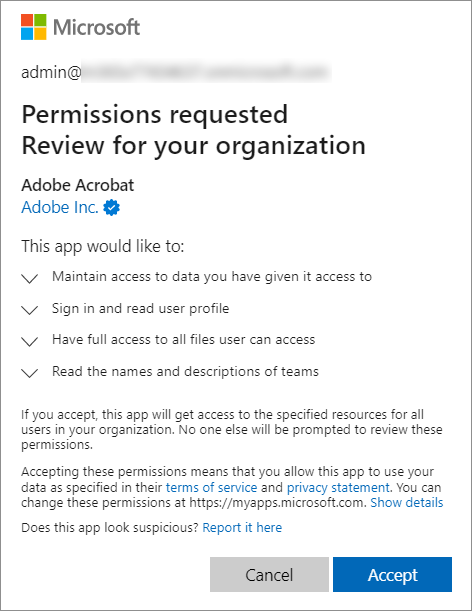 Microsoft
admin@
Permissions requested
Review for your organization
Adobe Acrobat
Adobe Inc.
This app would like to:
Maintain access to data you have given it access to
Sign in and read user profile
Have full access to all files user can access
Read the names and descriptions of teams
If you accept, this app will get access to the specified resources for all
users in your organization. No one else will be prompted to review these
permissions.
Accepting these permissions means that you allow this app to use your
data as specified in their terms of service and privacy statement. You can
change these permissions at https://myapps.microsoft.com. Show details
Does this app look suspicious? Report it here
Cancel
Accept